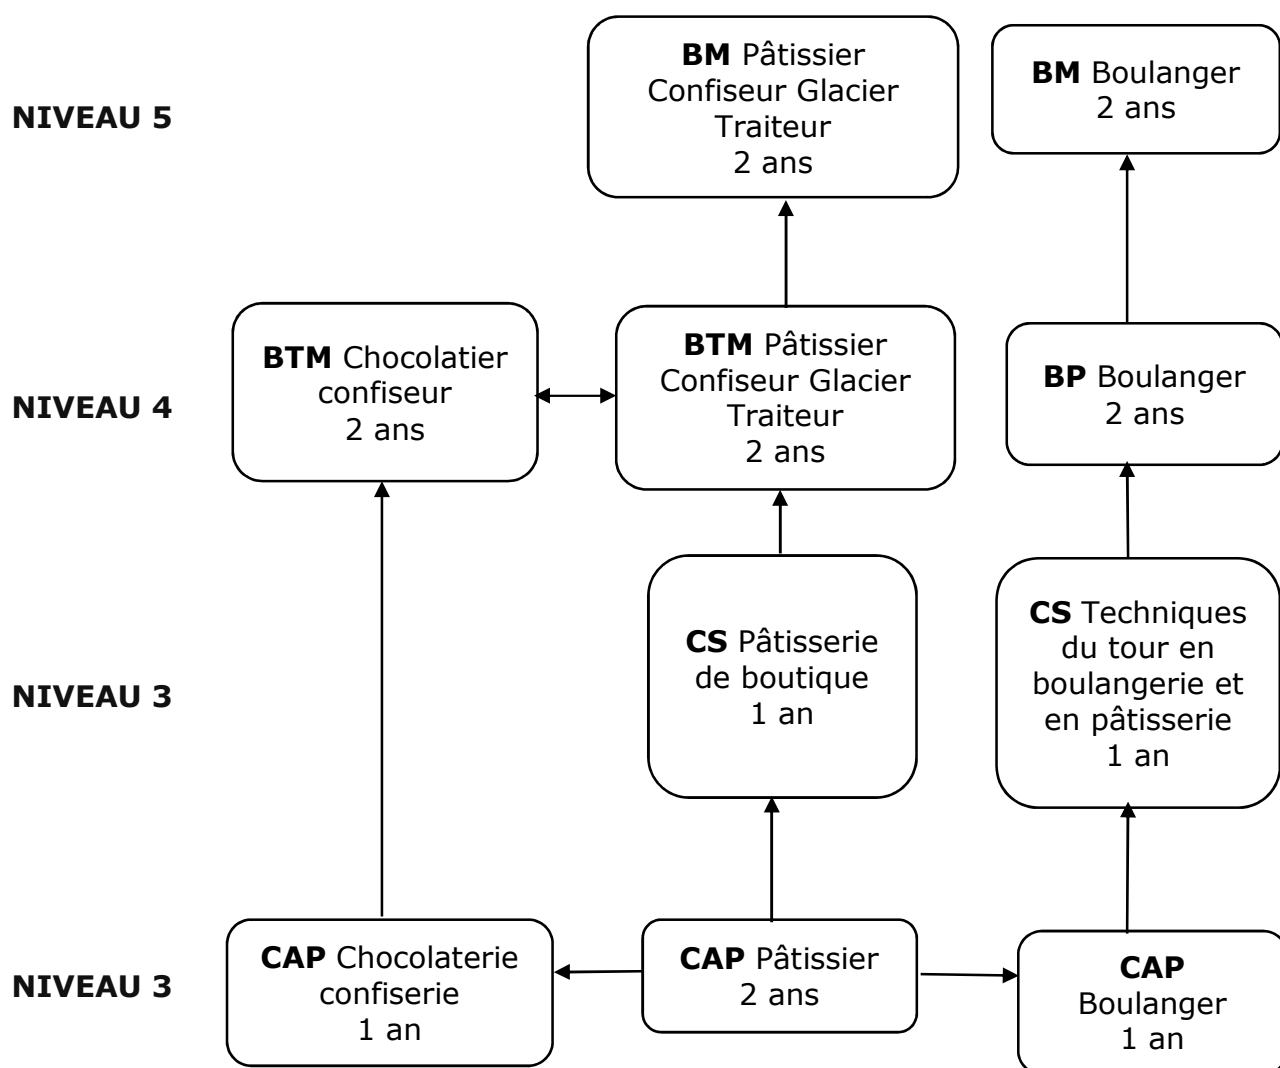 NIVEAU 5
BM Pâtissier
Confiseur Glacier
Traiteur
2 ans
BM Boulanger
2 ans
NIVEAU 4
BTM Chocolatier
confiseur
2 ans
BTM Pâtissier
Confiseur Glacier
Traiteur
2 ans
BP Boulanger
2 ans
NIVEAU 3
CS Pâtisserie
de boutique
1 an
CS Techniques
du tour en
boulangerie et
en pâtisserie
1 an
NIVEAU 3
CAP Chocolaterie
confiserie
1 an
CAP Pâtissier
2 ans
CAP
Boulanger
1 an